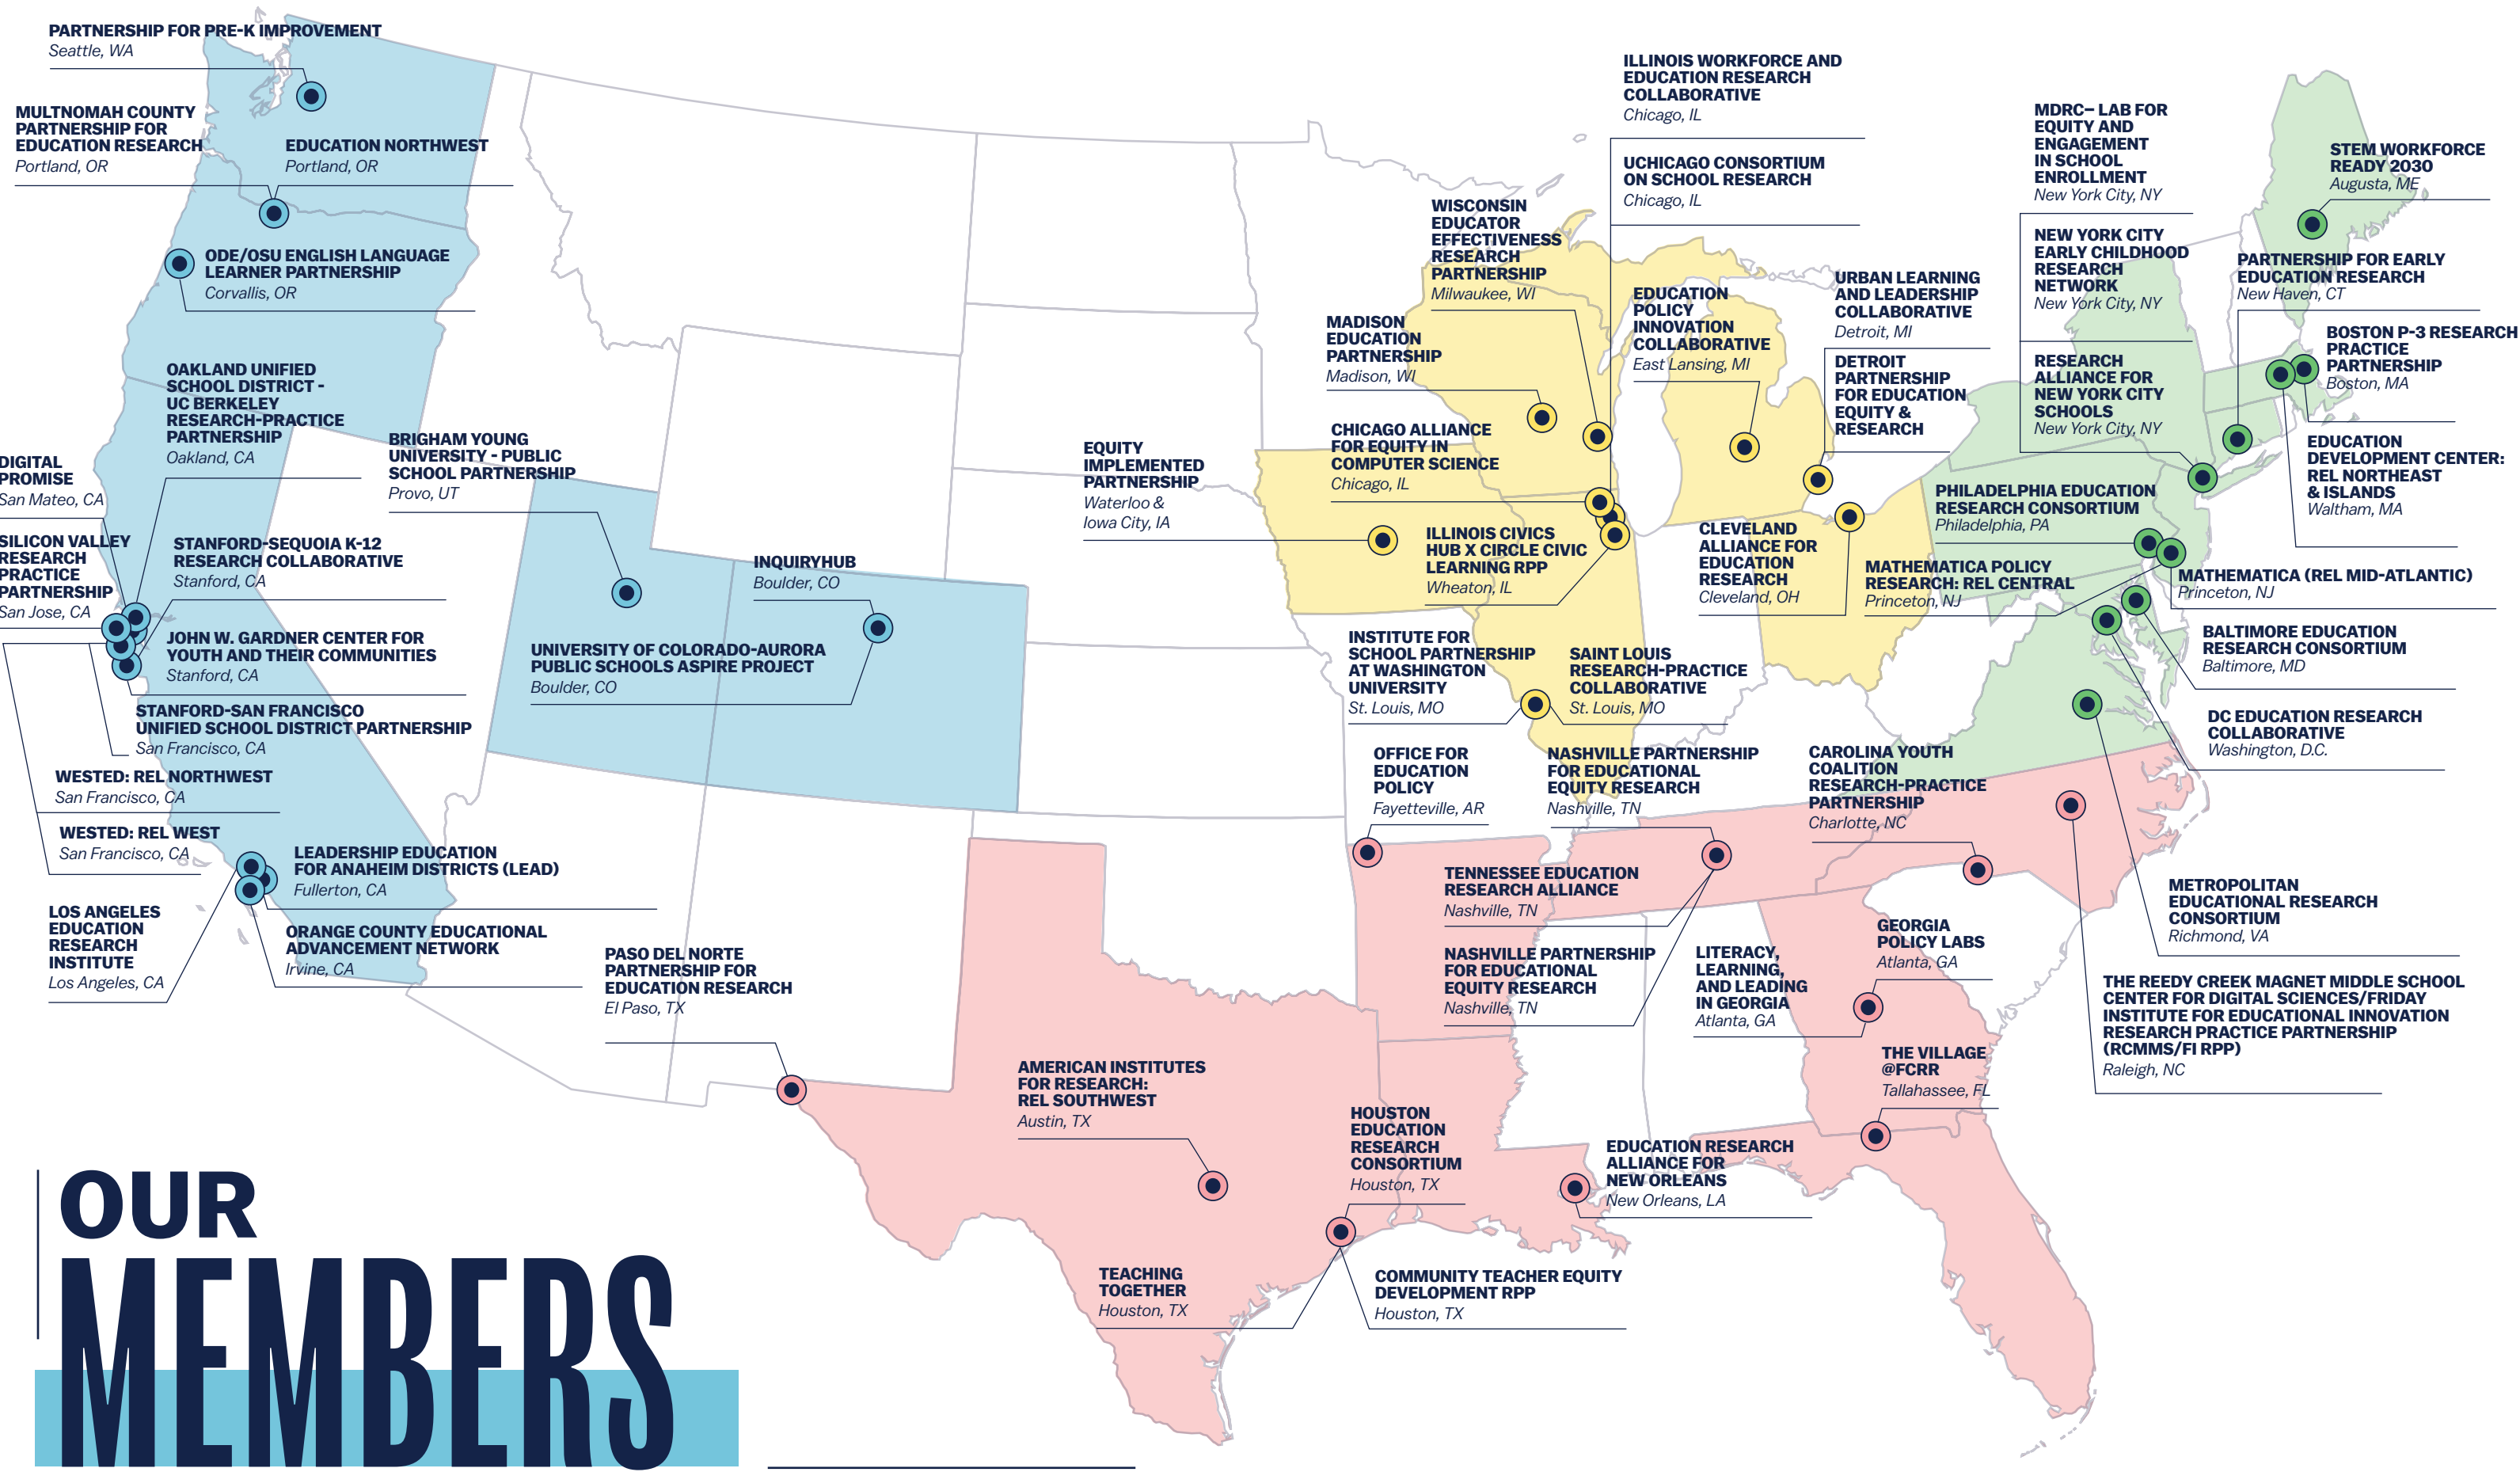 PARTNERSHIP FOR PRE-K IMPROVEMENT
Seattle, WA
MULTNOMAH COUNTY
PARTNERSHIP FOR
EDUCATION RESEARCH
Portland, OR
EDUCATION NORTHWEST
Portland, OR
ODE/OSU ENGLISH LANGUAGE
LEARNER PARTNERSHIP
Corvallis, OR
OAKLAND UNIFIED
SCHOOL DISTRICT -
UC BERKELEY
RESEARCH-PRACTICE
PARTNERSHIP
Oakland, CA
DIGITAL
PROMISE
San Mateo, CA
SILICON VALLEY
RESEARCH
PRACTICE
PARTNERSHIP
San Jose, CA
STANFORD-SEQUOIA K-12
RESEARCH COLLABORATIVE
Stanford, CA
JOHN W. GARDNER CENTER FOR
YOUTH AND THEIR COMMUNITIES
Stanford, CA
STANFORD-SAN FRANCISCO
UNIFIED SCHOOL DISTRICT PARTNERSHIP
San Francisco, CA
WESTED: REL NORTHWEST
San Francisco, CA
WESTED: REL WEST
San Francisco, CA
LEADERSHIP EDUCATION
FOR ANAHEIM DISTRICTS (LEAD)
Fullerton, CA
LOS ANGELES
EDUCATION
RESEARCH
INSTITUTE
Los Angeles, CA
ORANGE COUNTY EDUCATIONAL
ADVANCEMENT NETWORK
Irvine, CA
BRIGHAM YOUNG
UNIVERSITY - PUBLIC
SCHOOL PARTNERSHIP
Provo, UT
INQUIRYHUB
Boulder, CO
UNIVERSITY OF COLORADO-AURORA
PUBLIC SCHOOLS ASPIRE PROJECT
Boulder, CO
PASO DEL NORTE
PARTNERSHIP FOR
EDUCATION RESEARCH
El Paso, TX
AMERICAN INSTITUTES
FOR RESEARCH:
REL SOUTHWEST
Austin, TX
HOUSTON
EDUCATION
RESEARCH
CONSORTIUM
Houston, TX
TEACHING
TOGETHER
Houston, TX
COMMUNITY TEACHER EQUITY
DEVELOPMENT RPP
Houston, TX
EDUCATION RESEARCH
ALLIANCE FOR
NEW ORLEANS
New Orleans, LA
EQUITY
IMPLEMENTED
PARTNERSHIP
Waterloo &
Iowa City, IA
WISCONSIN
EDUCATOR
EFFECTIVENESS
RESEARCH
PARTNERSHIP
Milwaukee, WI
MADISON
EDUCATION
PARTNERSHIP
Madison, WI
CHICAGO ALLIANCE
FOR EQUITY IN
COMPUTER SCIENCE
Chicago, IL
ILLINOIS CIVICS
HUB X CIRCLE CIVIC
LEARNING RPP
Wheaton, IL
ILLINOIS WORKFORCE AND
EDUCATION RESEARCH
COLLABORATIVE
Chicago, IL
UCHICAGO CONSORTIUM
ON SCHOOL RESEARCH
Chicago, IL
EDUCATION
POLICY
INNOVATION
COLLABORATIVE
East Lansing, MI
URBAN LEARNING
AND LEADERSHIP
COLLABORATIVE
Detroit, MI
DETROIT
PARTNERSHIP
FOR EDUCATION
EQUITY &
RESEARCH
CLEVELAND
ALLIANCE FOR
EDUCATION
RESEARCH
Cleveland, OH
INSTITUTE FOR
SCHOOL PARTNERSHIP
AT WASHINGTON
UNIVERSITY
St. Louis, MO
SAINT LOUIS
RESEARCH-PRACTICE
COLLABORATIVE
St. Louis, MO
OFFICE FOR
EDUCATION
POLICY
Fayetteville, AR
NASHVILLE PARTNERSHIP
FOR EDUCATIONAL
EQUITY RESEARCH
Nashville, TN
TENNESSEE EDUCATION
RESEARCH ALLIANCE
Nashville, TN
NASHVILLE PARTNERSHIP
FOR EDUCATIONAL
EQUITY RESEARCH
Nashville, TN
CAROLINA YOUTH
COALITION
RESEARCH-PRACTICE
PARTNERSHIP
Charlotte, NC
LITERACY,
LEARNING,
AND LEADING
IN GEORGIA
Atlanta, GA
GEORGIA
POLICY LABS
Atlanta, GA
THE VILLAGE
@FCRR
Tallahassee, FL
MDRC– LAB FOR
EQUITY AND
ENGAGEMENT
IN SCHOOL
ENROLLMENT
New York City, NY
NEW YORK CITY
EARLY CHILDHOOD
RESEARCH
NETWORK
New York City, NY
RESEARCH
ALLIANCE FOR
NEW YORK CITY
SCHOOLS
New York City, NY
STEM WORKFORCE
READY 2030
Augusta, ME
PARTNERSHIP FOR EARLY
EDUCATION RESEARCH
New Haven, CT
BOSTON P-3 RESEARCH
PRACTICE
PARTNERSHIP
Boston, MA
EDUCATION
DEVELOPMENT CENTER:
REL NORTHEAST
& ISLANDS
Waltham, MA
PHILADELPHIA EDUCATION
RESEARCH CONSORTIUM
Philadelphia, PA
MATHEMATICA POLICY
RESEARCH: REL CENTRAL
Princeton, NJ
MATHEMATICA (REL MID-ATLANTIC)
Princeton, NJ
BALTIMORE EDUCATION
RESEARCH CONSORTIUM
Baltimore, MD
DC EDUCATION RESEARCH
COLLABORATIVE
Washington, D.C.
METROPOLITAN
EDUCATIONAL RESEARCH
CONSORTIUM
Richmond, VA
THE REEDY CREEK MAGNET MIDDLE SCHOOL
CENTER FOR DIGITAL SCIENCES/FRIDAY
INSTITUTE FOR EDUCATIONAL INNOVATION
RESEARCH PRACTICE PARTNERSHIP
(RCMMS/FI RPP)
Raleigh, NC
OUR
MEMBERS